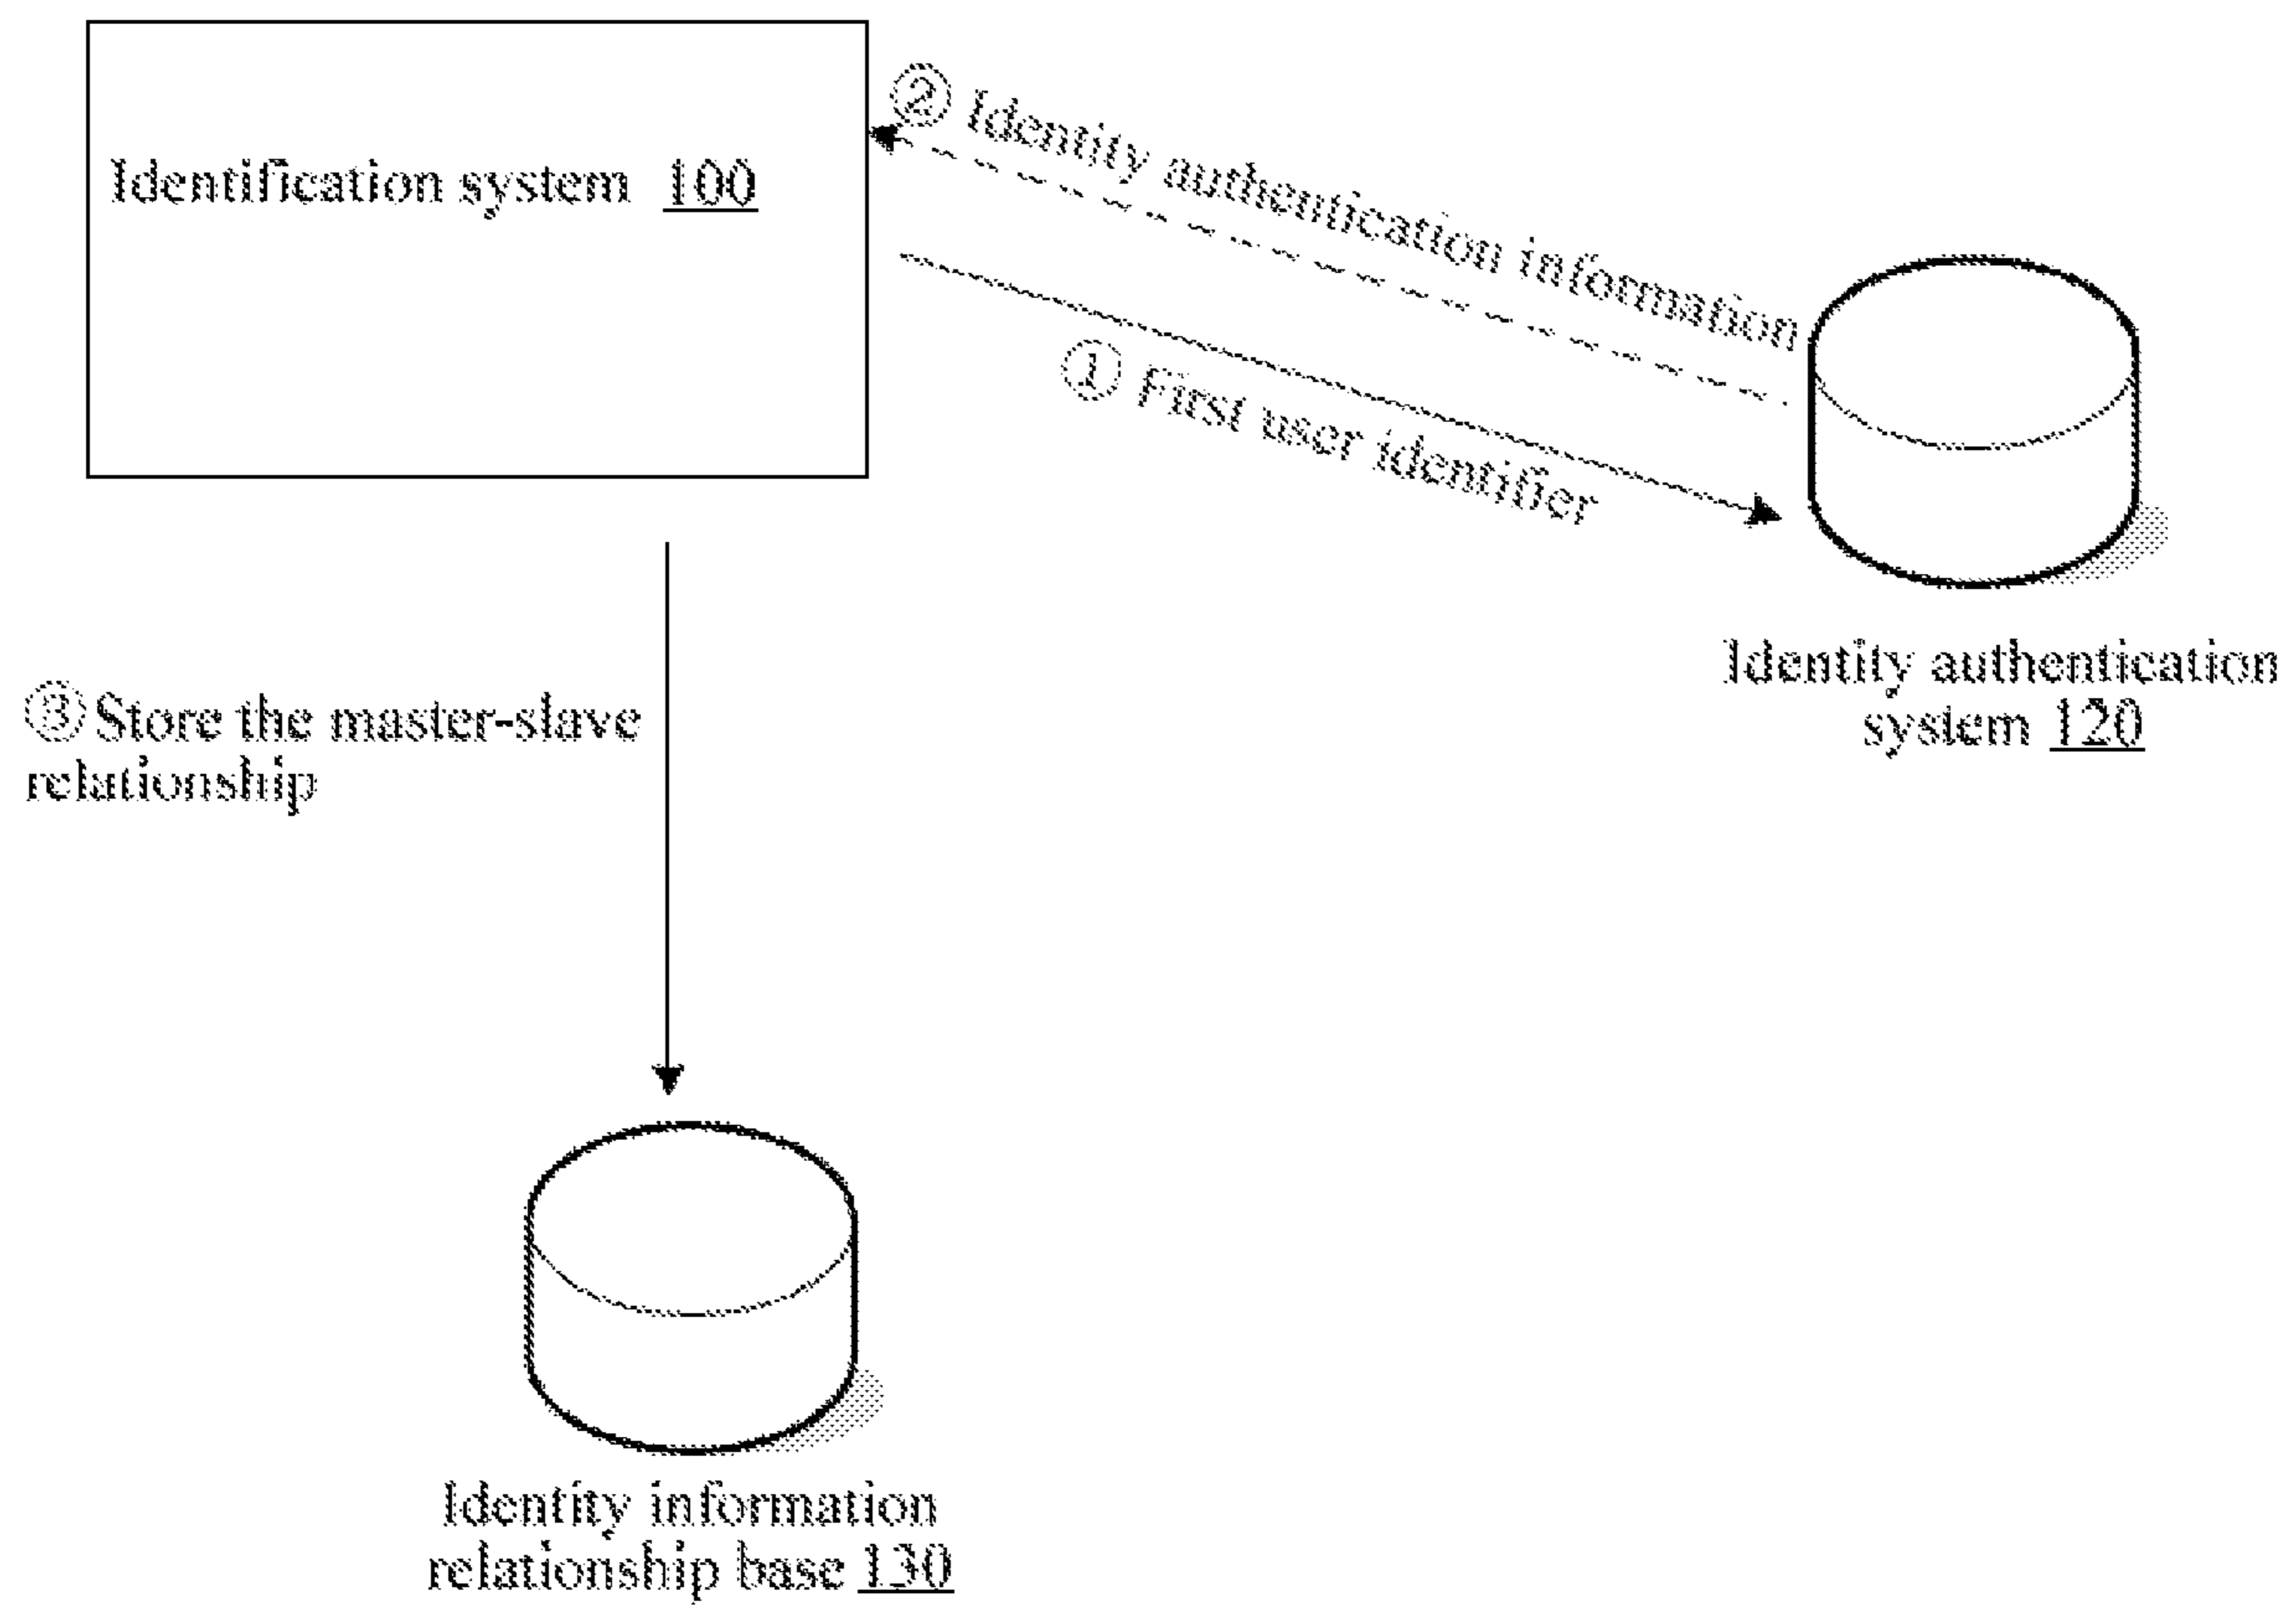 Identification system 100
② Identity authentication information
① First user identifier
Identity authentication
system 120
③ Store the master-slave
relationship
Identity information
relationship base 130